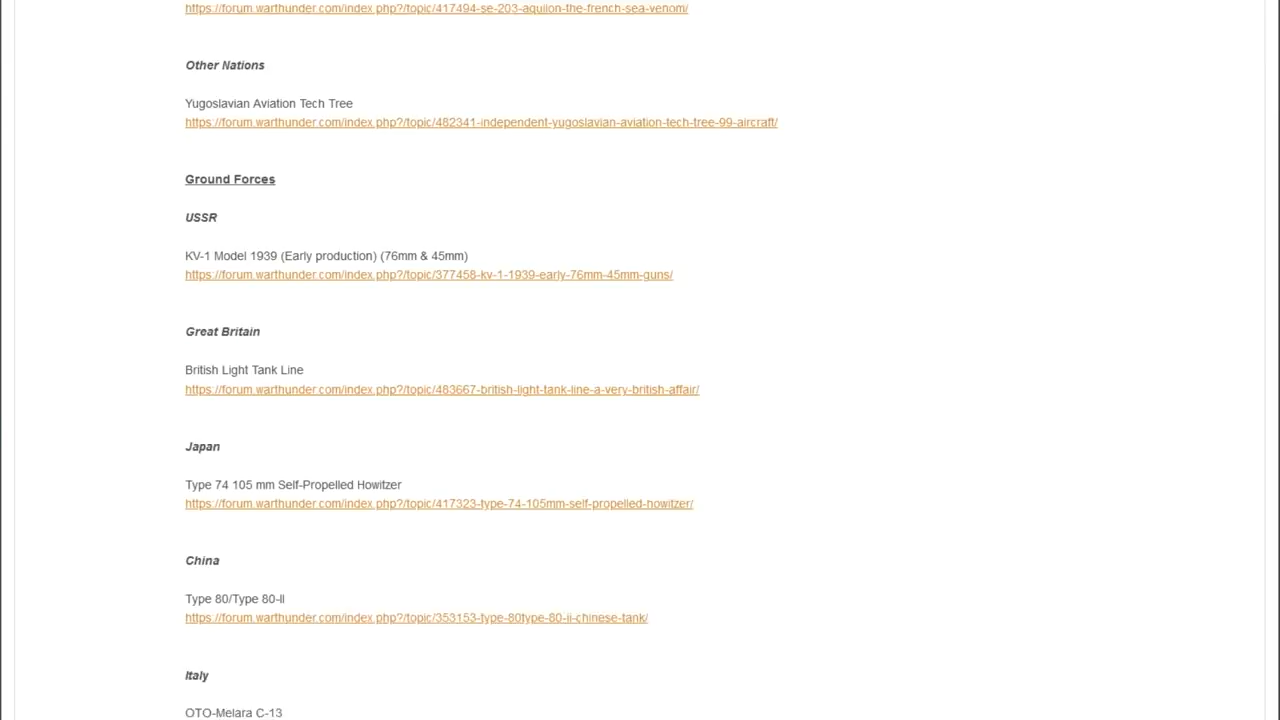 https://forum.warthunder.com/index.php?/topic/417494-se-203-aquilon-the-french-sea-venom/
Other Nations
Yugoslavian Aviation Tech Tree
https://forum.warthunder.com/index.php?/topic/482341-independent-yugoslavian-aviation-tech-tree-99-aircraft/
Ground Forces
USSR
KV-1 Model 1939 (Early production) (76mm & 45mm)
https://forum.warthunder.com/index.php?/topic/377458-kv-1-1939-early-76mm-45mm-guns/
Great Britain
British Light Tank Line
https://forum.warthunder.com/index.php?/topic/483667-british-light-tank-line-a-very-british-affair/
Japan
Type 74 105 mm Self-Propelled Howitzer
https://forum.warthunder.com/index.php?/topic/417323-type-74-105mm-self-propelled-howitzer/
China
Type 80/Type 80-II
https://forum.warthunder.com/index.php?/topic/353153-type-80type-80-ii-chinese-tank/
Italy
OTO-Melara C-13